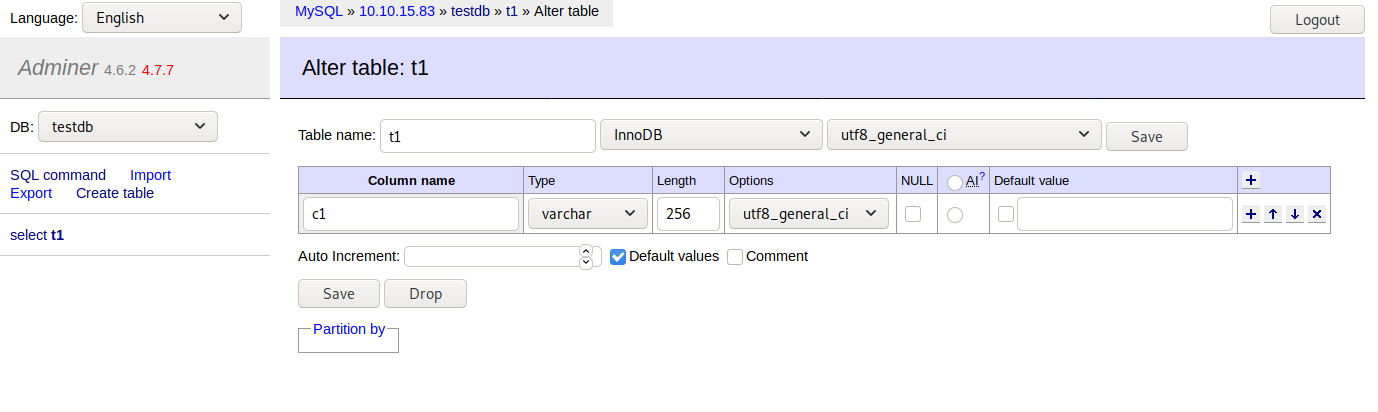 Language: English
MySQL » 10.10.15.83 » testdb » t1 » Alter table
Logout
Adminer 4.6.2 4.7.7
Alter table: t1
DB: testdb
SQL command Import
Export Create table
select t1
Table name: t1 InnoDB utf8_general_ci Save
Column name Type Length Options NULL AI? Default value +
c1 varchar 256 utf8_general_ci
Auto Increment: Default values Comment
Save Drop
Partition by